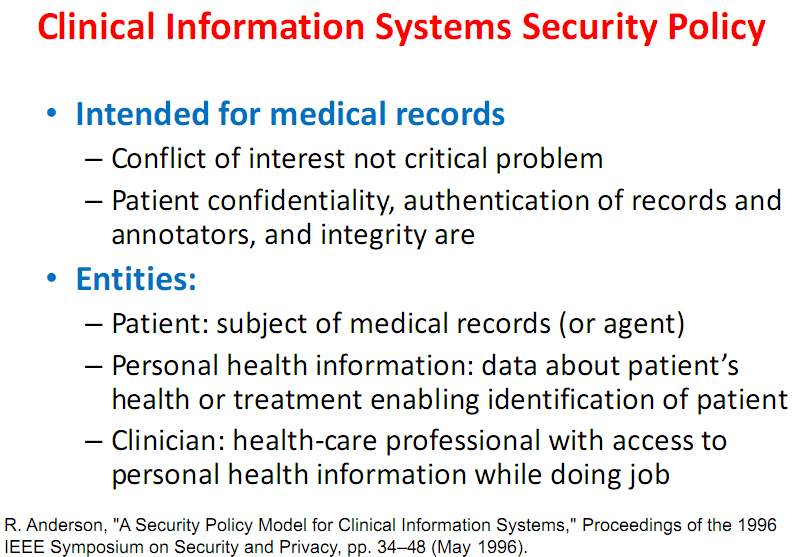 Clinical Information Systems Security Policy
• Intended for medical records
– Conflict of interest not critical problem
– Patient confidentiality, authentication of records and
annotators, and integrity are
• Entities:
– Patient: subject of medical records (or agent)
– Personal health information: data about patient’s
health or treatment enabling identification of patient
– Clinician: health-care professional with access to
personal health information while doing job
R. Anderson, "A Security Policy Model for Clinical Information Systems," Proceedings of the 1996
IEEE Symposium on Security and Privacy, pp. 34–48 (May 1996).